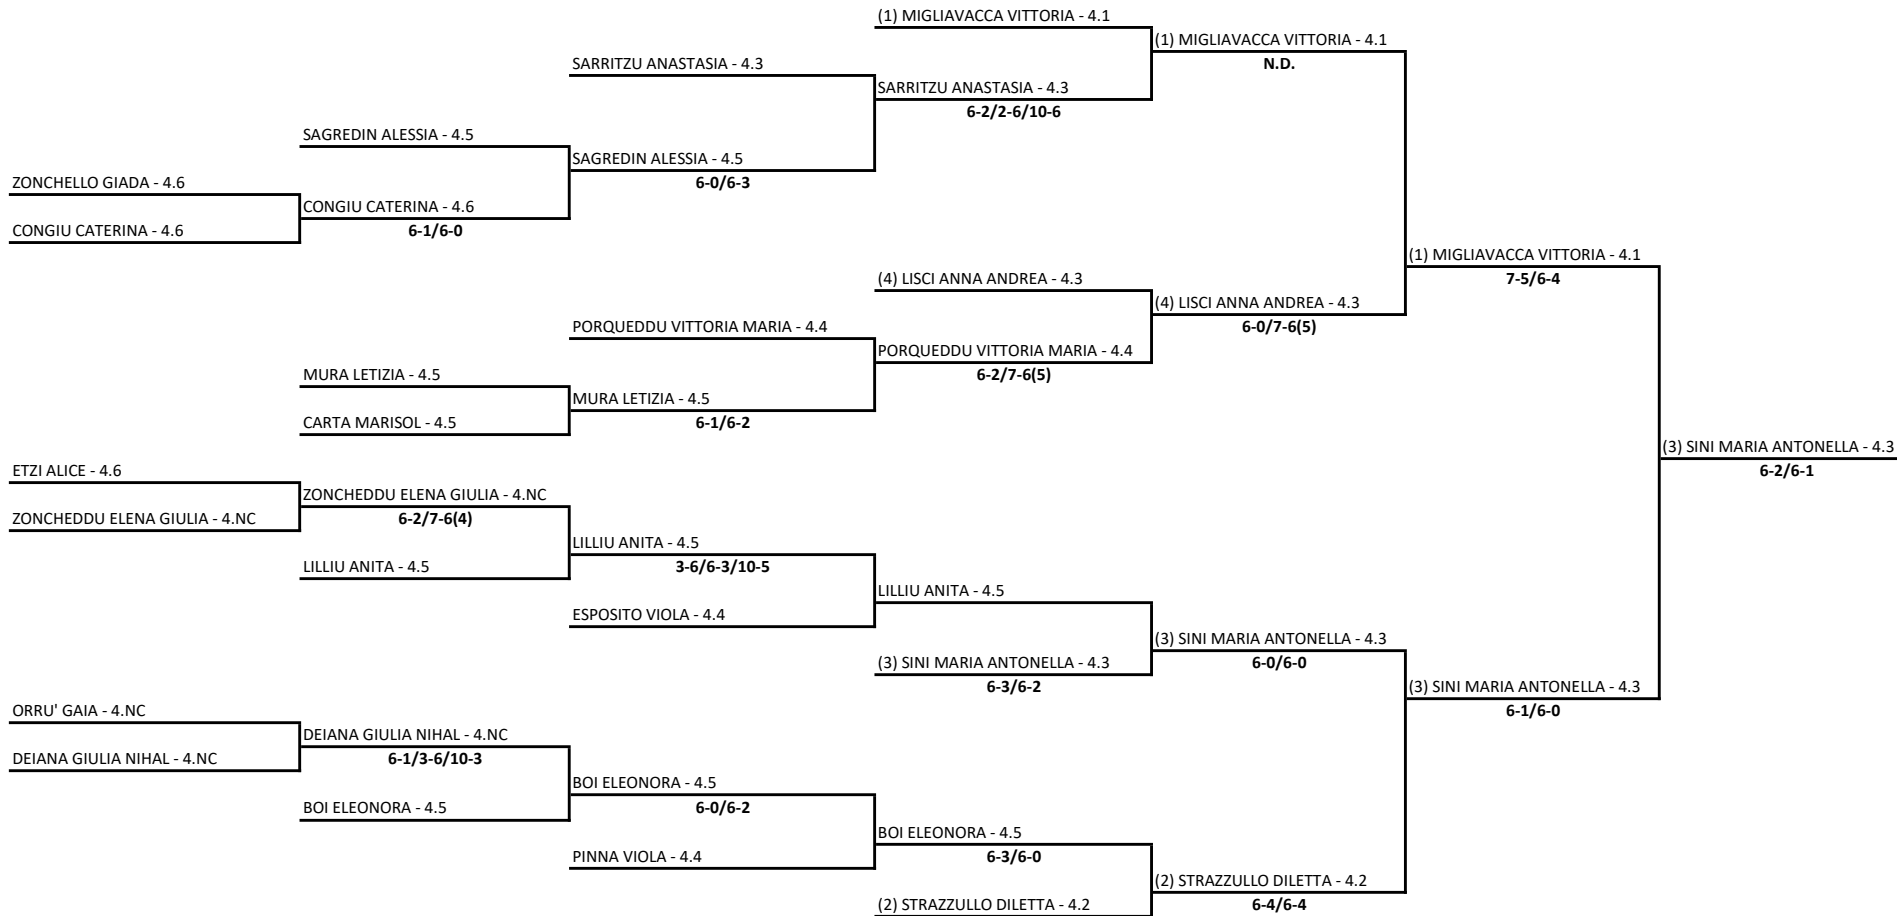 (1) MIGLIAVACCA VITTORIA - 4.1
(1) MIGLIAVACCA VITTORIA - 4.1
SARRITZU ANASTASIA - 4.3
N.D.
SARRITZU ANASTASIA - 4.3
6-2/2-6/10-6
SAGREDIN ALESSIA - 4.5
SAGREDIN ALESSIA - 4.5
ZONCHELLO GIADA - 4.6
6-0/6-3
CONGIU CATERINA - 4.6
CONGIU CATERINA - 4.6
6-1/6-0
(1) MIGLIAVACCA VITTORIA - 4.1
(4) LISCI ANNA ANDREA - 4.3
7-5/6-4
(4) LISCI ANNA ANDREA - 4.3
PORQUEDDU VITTORIA MARIA - 4.4
6-0/7-6(5)
PORQUEDDU VITTORIA MARIA - 4.4
MURA LETIZIA - 4.5
6-2/7-6(5)
MURA LETIZIA - 4.5
CARTA MARISOL - 4.5
6-1/6-2
(3) SINI MARIA ANTONELLA - 4.3
ETZI ALICE - 4.6
6-2/6-1
ZONCHEDDU ELENA GIULIA - 4.NC
ZONCHEDDU ELENA GIULIA - 4.NC
6-2/7-6(4)
LILLIU ANITA - 4.5
LILLIU ANITA - 4.5
3-6/6-3/10-5
LILLIU ANITA - 4.5
ESPOSITO VIOLA - 4.4
(3) SINI MARIA ANTONELLA - 4.3
(3) SINI MARIA ANTONELLA - 4.3
6-0/6-0
6-3/6-2
(3) SINI MARIA ANTONELLA - 4.3
ORRU' GAIA - 4.NC
6-1/6-0
DEIANA GIULIA NIHAL - 4.NC
DEIANA GIULIA NIHAL - 4.NC
6-1/3-6/10-3
BOI ELEONORA - 4.5
BOI ELEONORA - 4.5
6-0/6-2
BOI ELEONORA - 4.5
PINNA VIOLA - 4.4
6-3/6-0
(2) STRAZZULLO DILETTA - 4.2
(2) STRAZZULLO DILETTA - 4.2
6-4/6-4